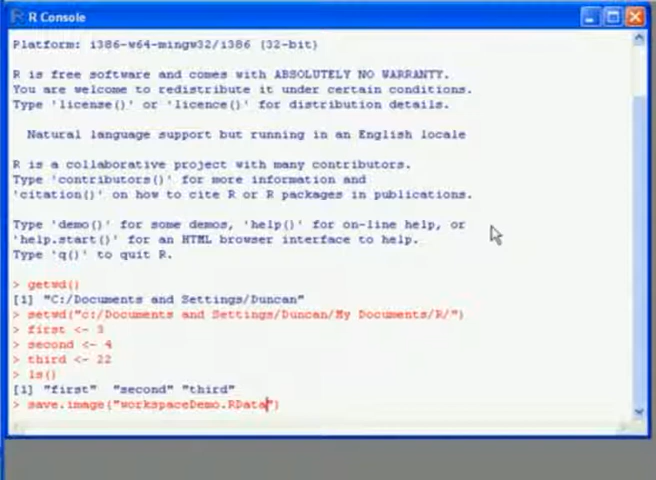 R Console
Platform: i386-w64-mingw32/i386 (32-bit)
R is free software and comes with ABSOLUTELY NO WARRANTY.
You are welcome to redistribute it under certain conditions.
Type 'license()' or 'licence()' for distribution details.
Natural language support but running in an English locale
R is a collaborative project with many contributors.
Type 'contributors()' for more information and
'citation()' on how to cite R or R packages in publications.
Type 'demo()' for some demos, 'help()' for on-line help, or
'help.start()' for an HTML browser interface to help.
Type 'q()' to quit R.
> getwd()
[1] "C:/Documents and Settings/Duncan"
> setwd("c:/Documents and Settings/Duncan/My Documents/R/")
> first <- 3
> second <- 4
> third <- 22
> ls()
[1] "first"  "second" "third"
> save.image("workspaceDemo.RData")